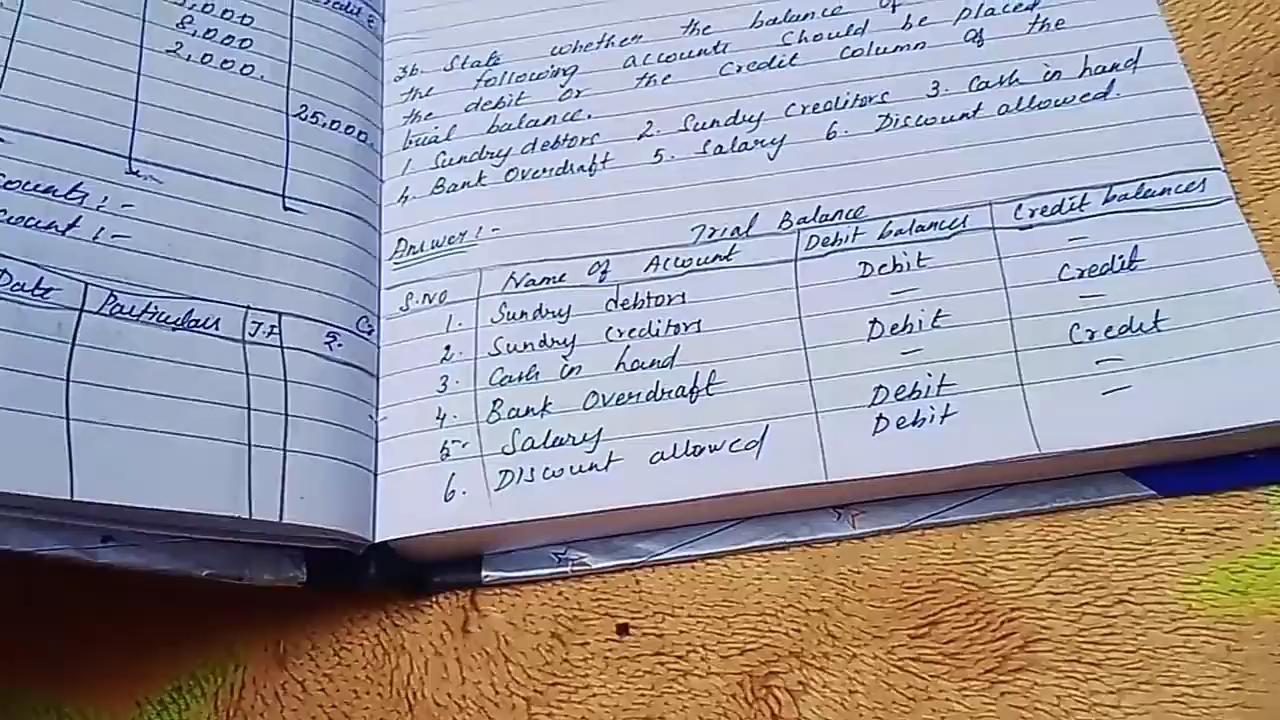 8,000
2,000.
25,000.
Date Particulars J.F ₹.
3b. State whether the balance of
the following accounts should be placed
the debit or the credit column of the
trial balance.
1. Sundry debtors 2. Sundry Creditors 3. Cash in hand
4. Bank Overdraft 5. Salary 6. Discount allowed.
Answer:-
Trial Balance
S.No Name of Account Debit balances Credit balances
1. Sundry debtors Debit —
2. Sundry creditors — Credit
3. Cash in hand Debit —
4. Bank Overdraft — Credit
5. Salary Debit —
6. Discount allowed Debit —